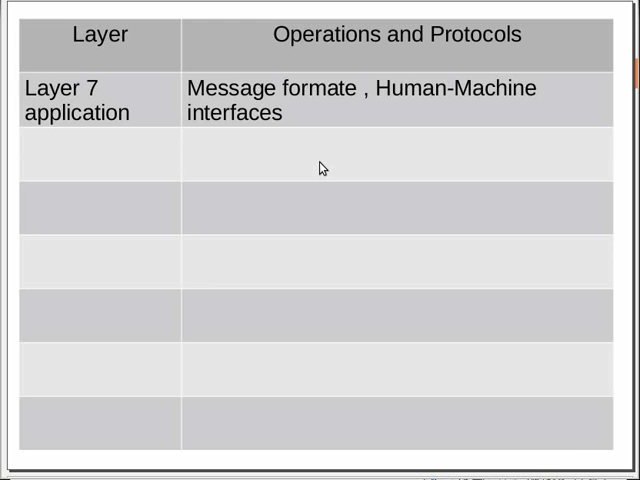 Layer
Operations and Protocols
Layer 7
application
Message formate , Human-Machine
interfaces